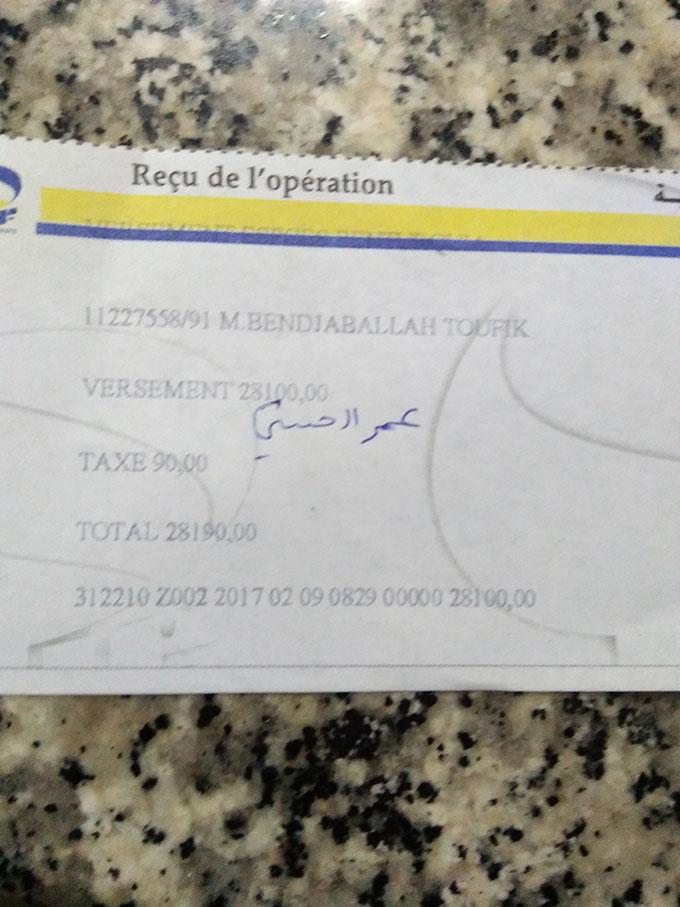 Reçu de l'opération
VERSEMENT
11227558/91 M.BENDJABALLAH TOUFIK
VERSEMENT 28100,00
عمر الحسني
TAXE 90,00
TOTAL 28190,00
312210 Z002 2017 02 09 0829 00000 28100,00